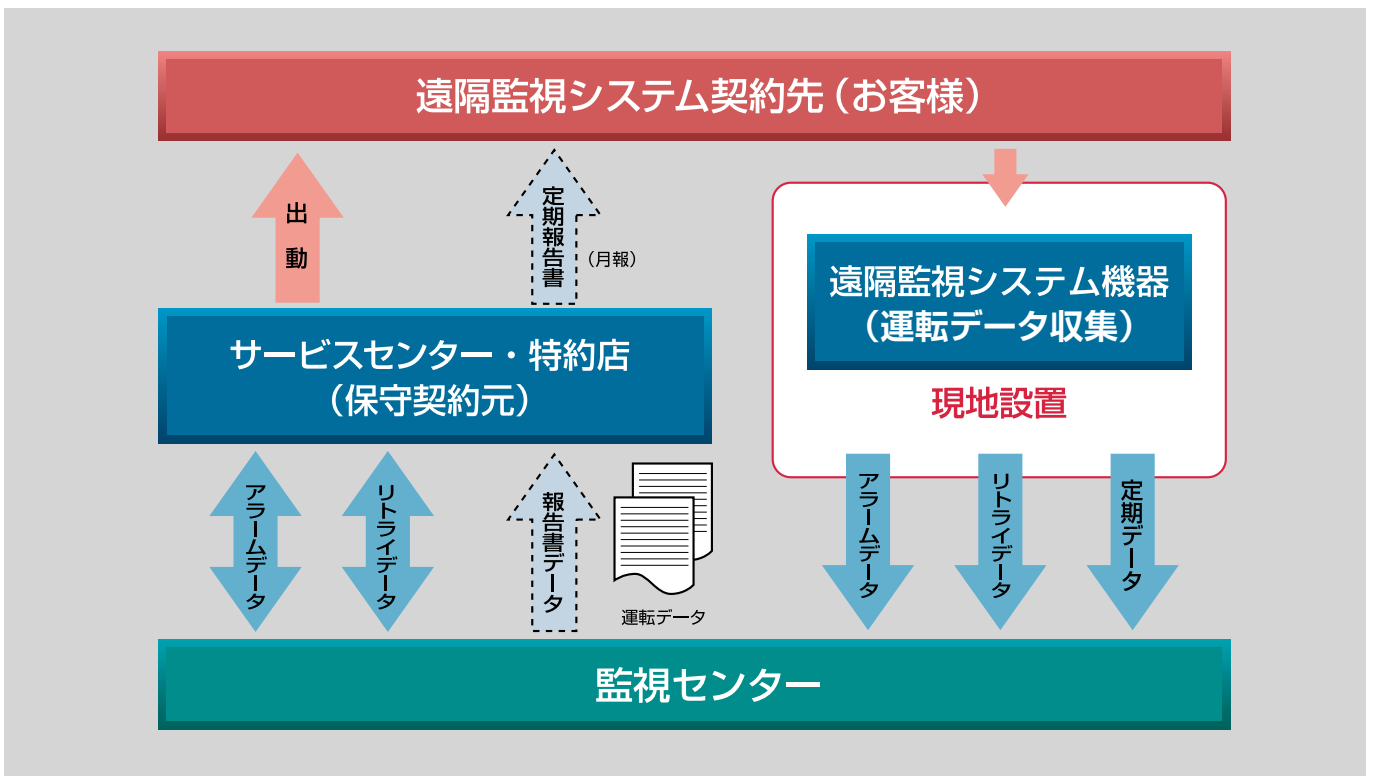 遠隔監視システム契約先（お客様）
出動
定期報告書
（月報）
遠隔監視システム機器
（運転データ収集）
現地設置
サービスセンター・特約店
（保守契約元）
アラームデータ
リトライデータ
報告書データ
運転データ
アラームデータ
リトライデータ
定期データ
監視センター